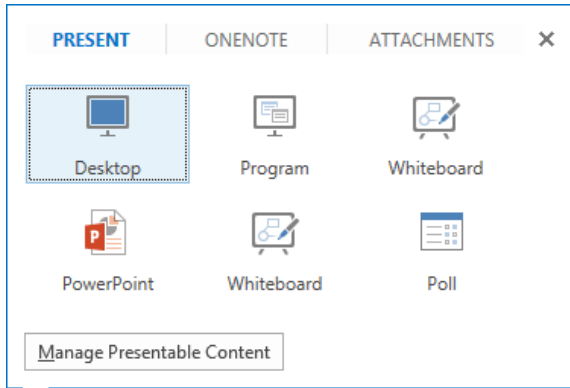 PRESENT ONENOTE ATTACHMENTS
Desktop Program Whiteboard
P
PowerPoint Whiteboard Poll
Manage Presentable Content